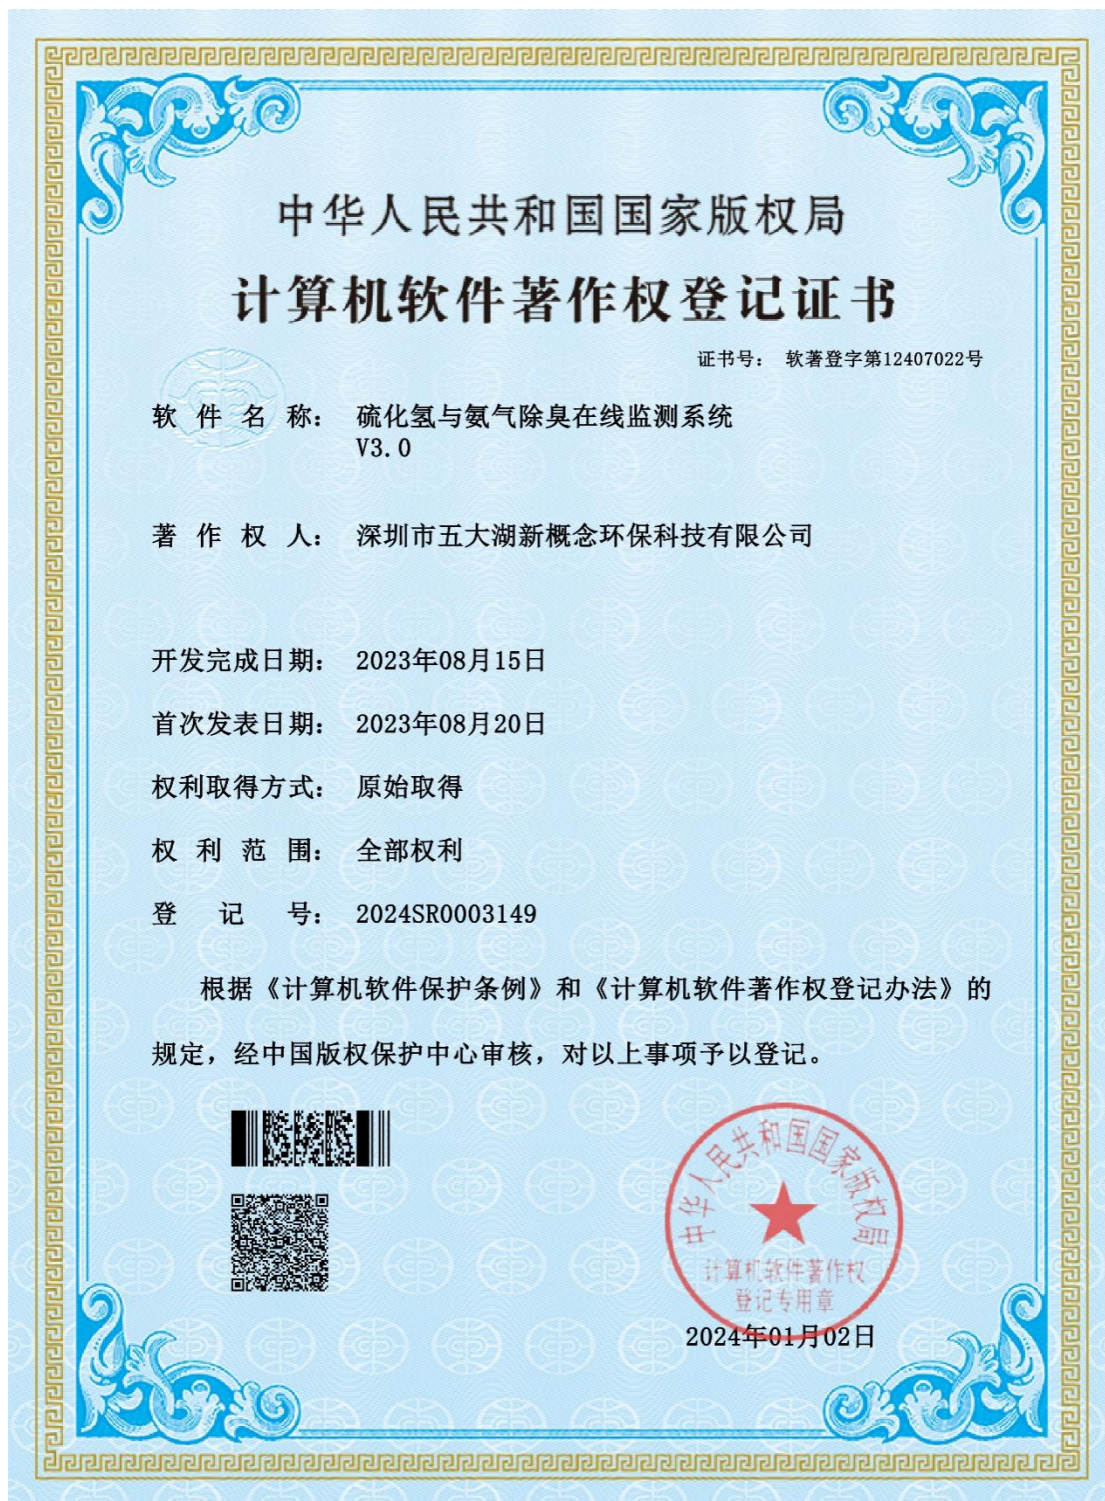 中华人民共和国国家版权局
计算机软件著作权登记证书
证书号： 软著登字第12407022号
软件名称： 硫化氢与氨气除臭在线监测系统
V3.0
著作权人： 深圳市五大湖新概念环保科技有限公司
开发完成日期： 2023年08月15日
首次发表日期： 2023年08月20日
权利取得方式： 原始取得
权利范围： 全部权利
登记号： 2024SR0003149
根据《计算机软件保护条例》和《计算机软件著作权登记办法》的
规定，经中国版权保护中心审核，对以上事项予以登记。
中华人民共和国国家版权局
计算机软件著作权
登记专用章
2024年01月02日